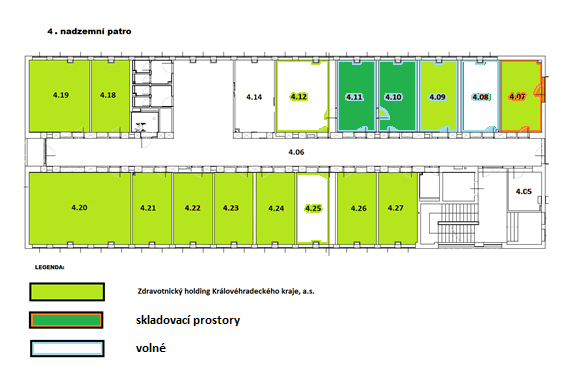 4. nadzemní patro
4.19 4.18 4.14 4.12 4.11 4.10 4.09 4.08 4.07
4.06
4.20 4.21 4.22 4.23 4.24 4.25 4.26 4.27 4.05
LEGENDA:
Zdravotnický holding Královéhradeckého kraje, a.s.
skladovací prostory
volné